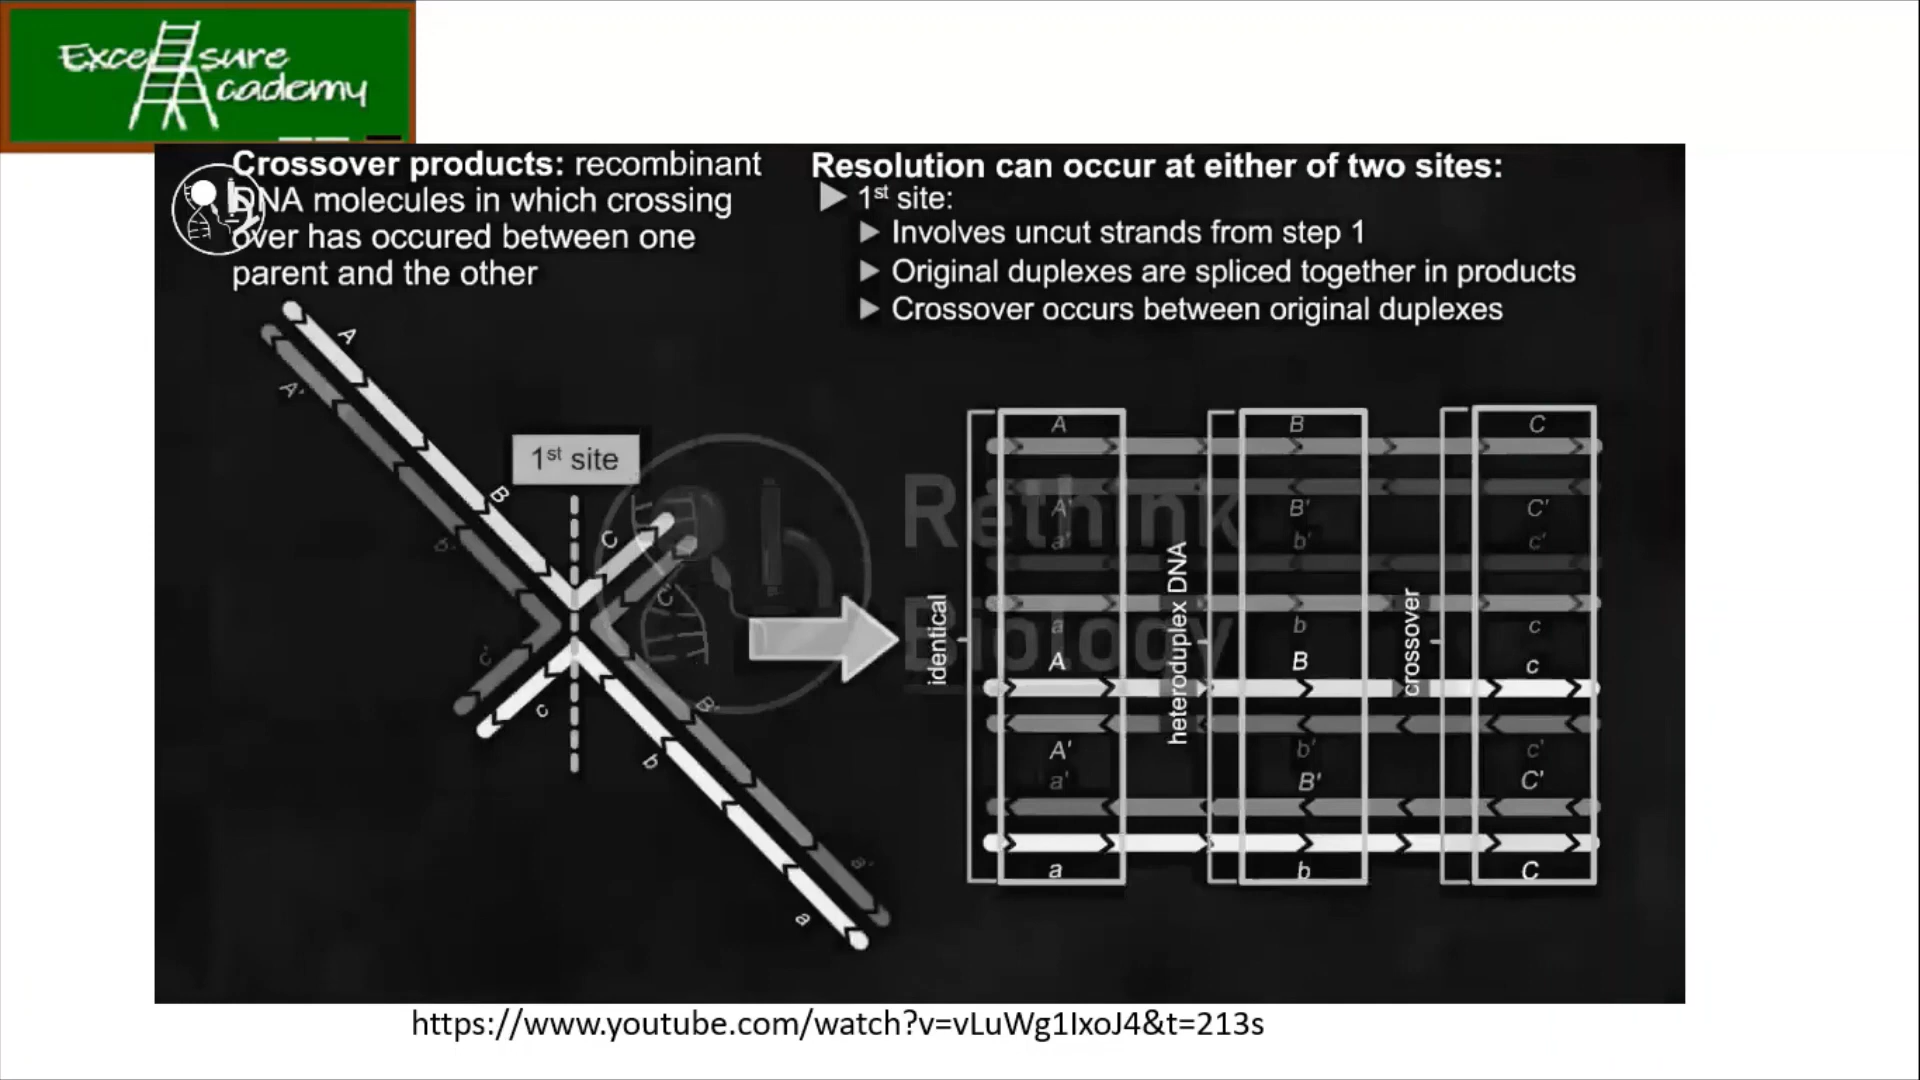 Excel sure
Academy
Crossover products: recombinant
DNA molecules in which crossing
over has occured between one
parent and the other
Resolution can occur at either of two sites:
1st site:
Involves uncut strands from step 1
Original duplexes are spliced together in products
Crossover occurs between original duplexes
A
A'
B
B'
1st site
C
C'
C'
c
B'
b
a'
a
Rethink
Biology
identical
heteroduplex DNA
crossover
A B C
A' B' C'
a' b' c'
a b c
A B c
A' b' c'
a' B' C'
a b C
https://www.youtube.com/watch?v=vLuWg1IxoJ4&t=213s